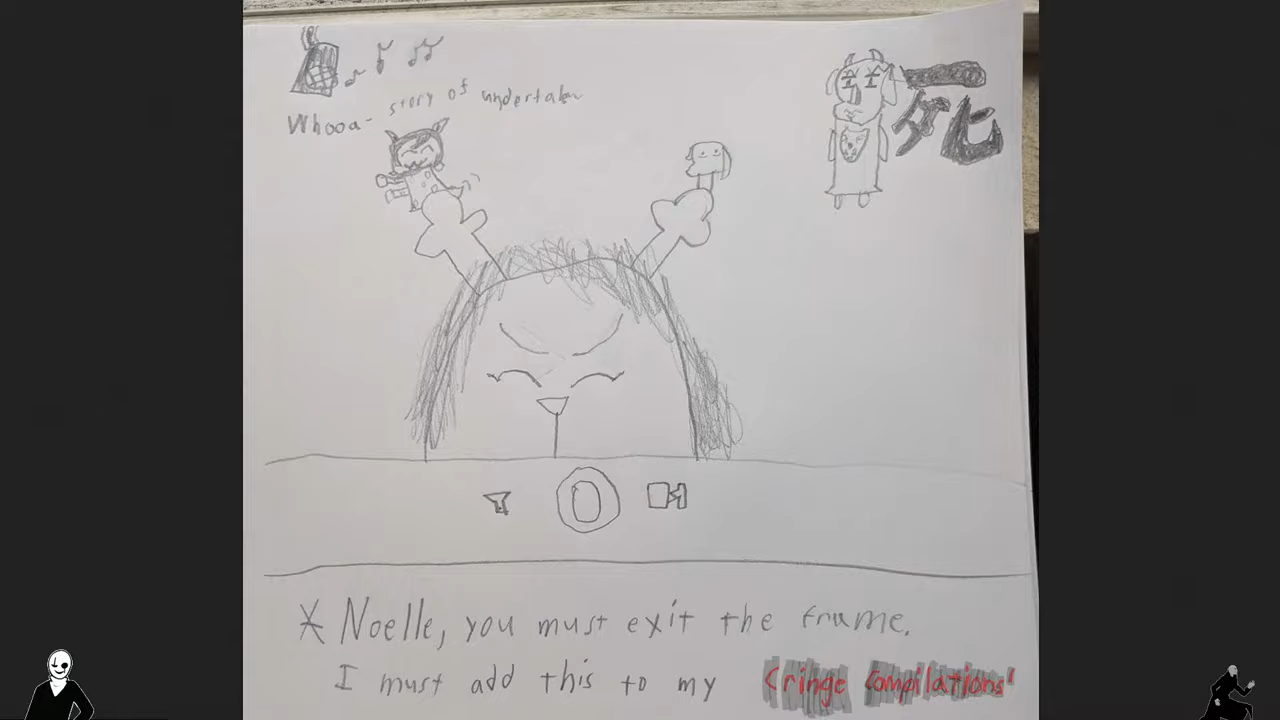 Whooa- story of undertale
死
* Noelle, you must exit the frame.
I must add this to my cringe compilations'